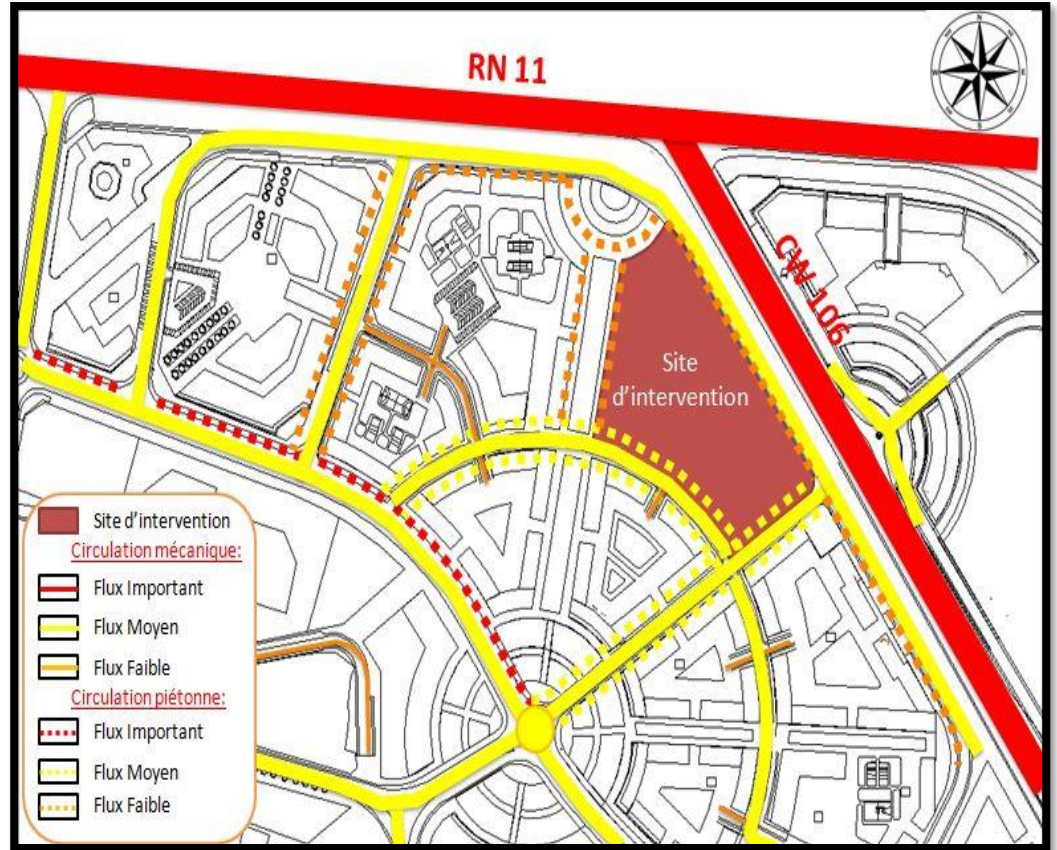 RN 11
CW 106
Site
d'intervention
Site d'intervention
Circulation mécanique:
Flux Important
Flux Moyen
Flux Faible
Circulation piétonne:
Flux Important
Flux Moyen
Flux Faible